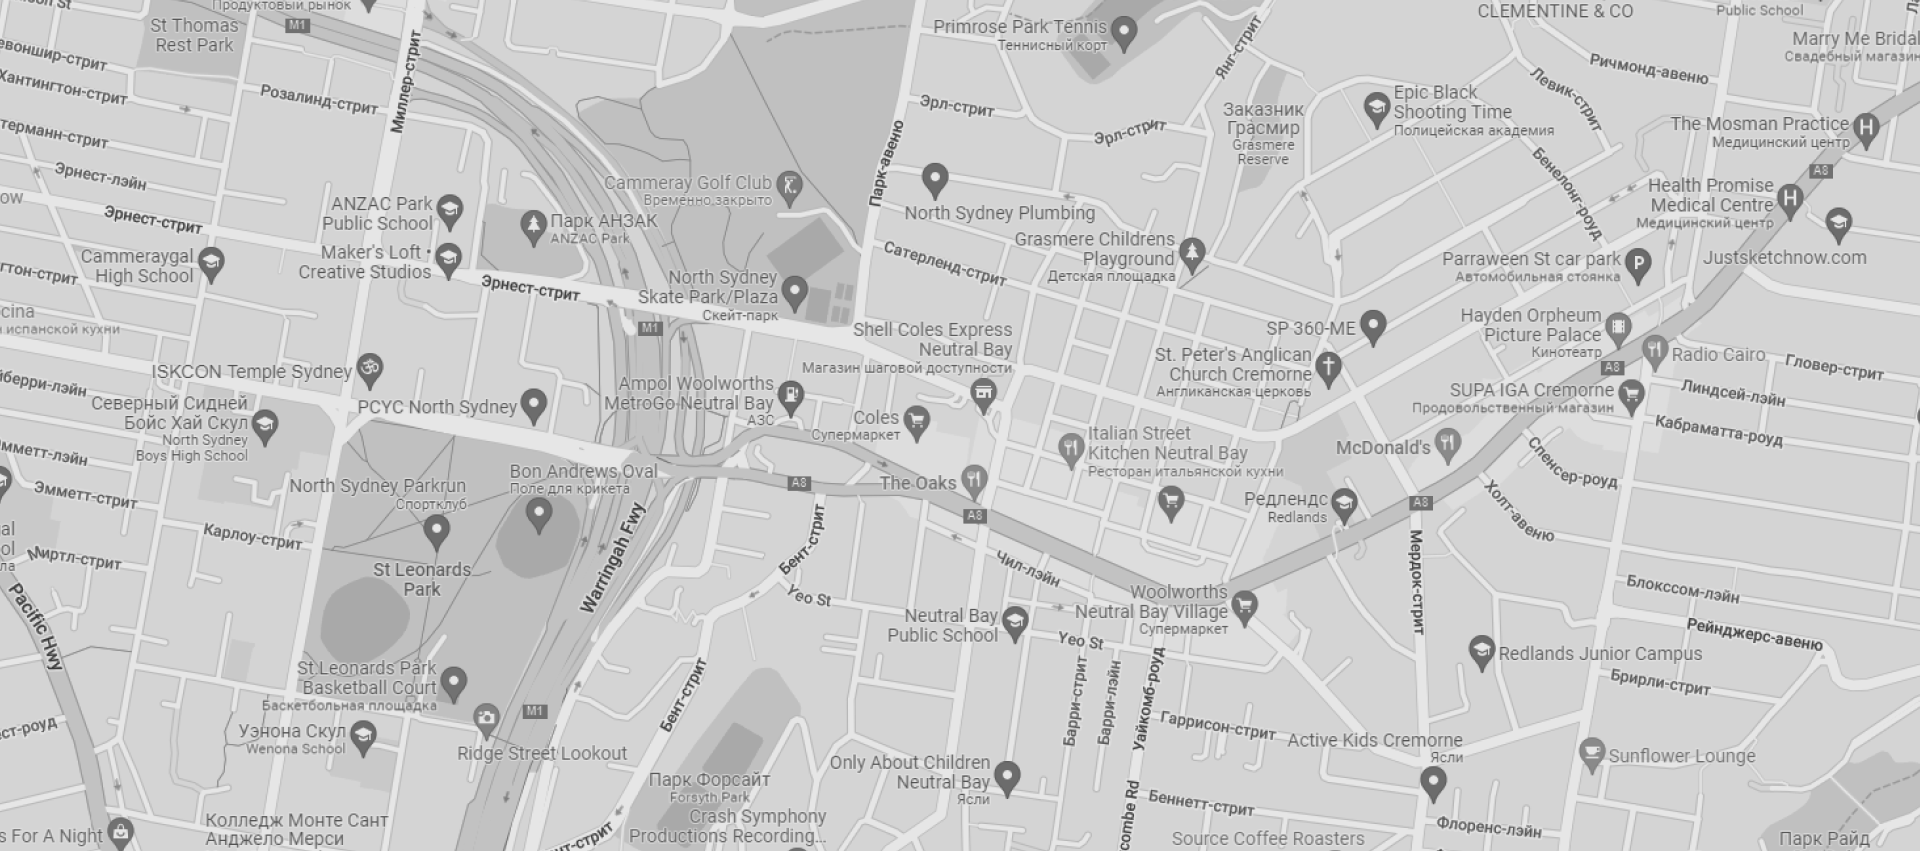 Продуктовый рынок
M1
St Thomas
Rest Park
Миллер-стрит
Primrose Park Tennis
Теннисный корт
Янг-стрит
CLEMENTINE & CO
Public School
Marry Me Bridal
Свадебный магазин
Ричмонд-авеню
Левик-стрит
Хантингтон-стрит
Розалинд-стрит
Эрл-стрит
Эрл-стрит
Заказник
Грасмир
Grasmere
Reserve
Epic Black
Shooting Time
Полицейская академия
The Mosman Practice
Медицинский центр
A8
Бенелонг-роуд
Парк-авеню
Эрнест-лэйн
Cammeray Golf Club
Временно закрыто
North Sydney Plumbing
Health Promise
Medical Centre
Медицинский центр
Эрнест-стрит
ANZAC Park
Public School
Парк АНЗАК
ANZAC Park
Cammeraygal
High School
Maker's Loft •
Creative Studios
Эрнест-стрит
North Sydney
Skate Park/Plaza
Скейт-парк
Сатерленд-стрит
Grasmere Childrens
Playground
Детская площадка
Parraween St car park
Автомобильная стоянка
Justsketchnow.com
M1
Shell Coles Express
Neutral Bay
Магазин шаговой доступности
SP 360-ME
Hayden Orpheum
Picture Palace
Кинотеатр
Radio Cairo
A8
Гловер-стрит
испанской кухни
ISKCON Temple Sydney
St. Peter's Anglican
Church Cremorne
Англиканская церковь
SUPA IGA Cremorne
Продовольственный магазин
Линдсей-лэйн
Кабраматта-роуд
Северный Сидней
Бойс Хай Скул
North Sydney
Boys High School
PCYC North Sydney
Ampol Woolworths
MetroGo Neutral Bay
АЗС
Coles
Супермаркет
Italian Street
Kitchen Neutral Bay
Ресторан итальянской кухни
McDonald's
Спенсер-роуд
Эмметт-стрит
North Sydney Parkrun
Спортклуб
Bon Andrews Oval
Поле для крикета
A8
The Oaks
A8
Редлендс
Redlands
A8
Холт-авеню
Карлоу-стрит
Миртл-стрит
Warringah Fwy
Бент-стрит
Чил-лэйн
Мердок-стрит
St Leonards
Park
Pacific Hwy
Yeo St
Neutral Bay
Public School
Yeo St
Woolworths
Neutral Bay Village
Супермаркет
Блокссом-лэйн
Рейнджерс-авеню
Redlands Junior Campus
Брирли-стрит
St Leonards Park
Basketball Court
Баскетбольная площадка
Бент-стрит
Барри-стрит
Барри-лэйн
Уайкомб-роуд
M1
Уэнона Скул
Wenona School
Ridge Street Lookout
Гаррисон-стрит
Active Kids Cremorne
Ясли
Sunflower Lounge
Парк Форсайт
Forsyth Park
Only About Children
Neutral Bay
Ясли
Беннетт-стрит
Флоренс-лэйн
Колледж Монте Сант
Анджело Мерси
Crash Symphony
Productions Recording...
Source Coffee Roasters
Парк Райд
s For A Night